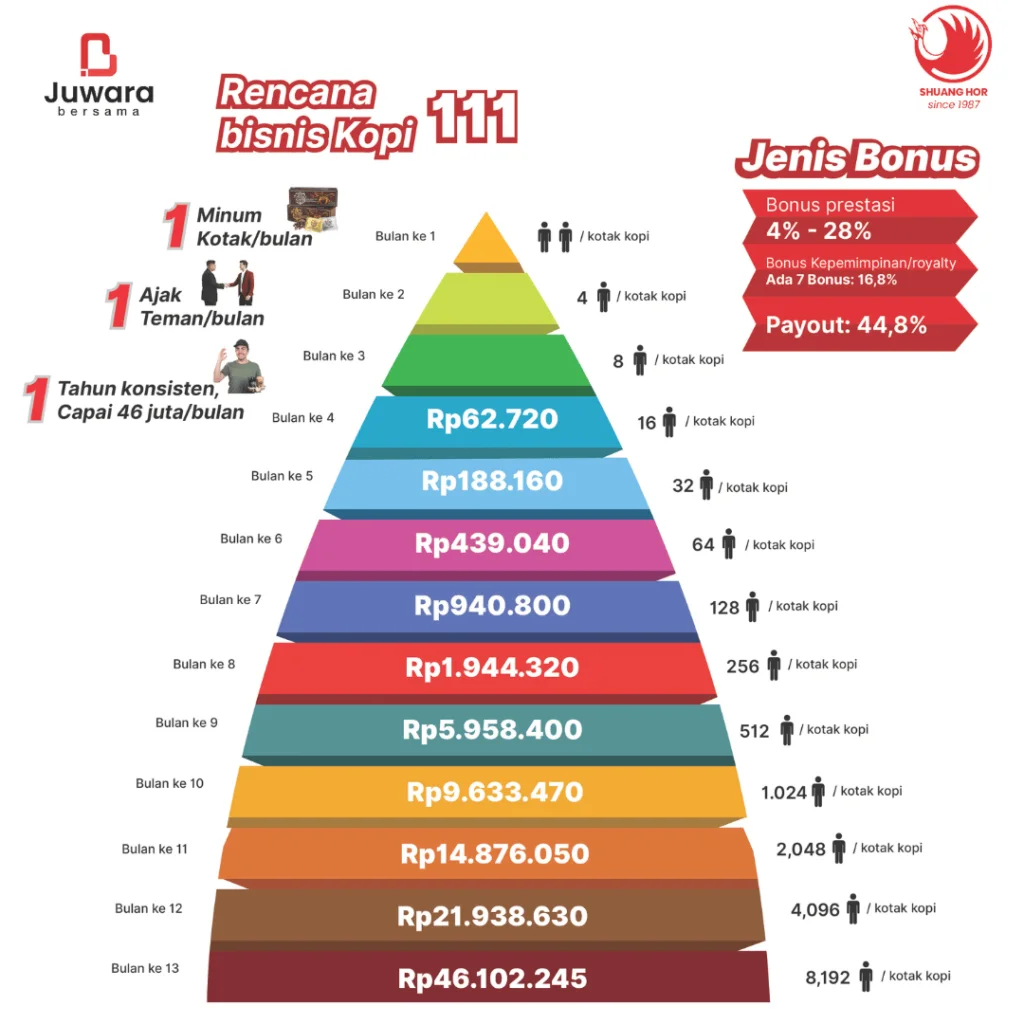 Juwara
bersama
Rencana
bisnis Kopi 111
SHUANG HOR
since 1987
Jenis Bonus
Bonus prestasi
4% - 28%
Bonus Kepemimpinan/royalty
Ada 7 Bonus: 16,8%
Payout: 44,8%
1 Minum
Kotak/bulan
1 Ajak
Teman/bulan
1 Tahun konsisten,
Capai 46 juta/bulan
Bulan ke 1 / kotak kopi
Bulan ke 2 4 / kotak kopi
Bulan ke 3 8 / kotak kopi
Bulan ke 4 Rp62.720 16 / kotak kopi
Bulan ke 5 Rp188.160 32 / kotak kopi
Bulan ke 6 Rp439.040 64 / kotak kopi
Bulan ke 7 Rp940.800 128 / kotak kopi
Bulan ke 8 Rp1.944.320 256 / kotak kopi
Bulan ke 9 Rp5.958.400 512 / kotak kopi
Bulan ke 10 Rp9.633.470 1.024 / kotak kopi
Bulan ke 11 Rp14.876.050 2,048 / kotak kopi
Bulan ke 12 Rp21.938.630 4,096 / kotak kopi
Bulan ke 13 Rp46.102.245 8,192 / kotak kopi